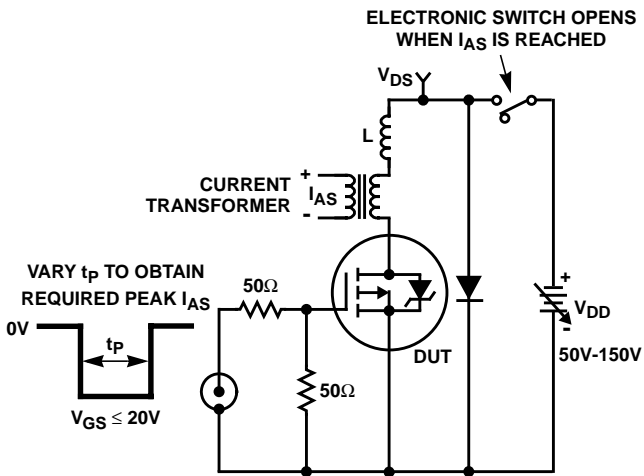 ELECTRONIC SWITCH OPENS
WHEN IAS IS REACHED
VDS
L
CURRENT
TRANSFORMER
+
IAS
-
VARY tP TO OBTAIN
REQUIRED PEAK IAS
50Ω
0V
tP
VGS ≤ 20V
50Ω
DUT
+
VDD
-
50V-150V